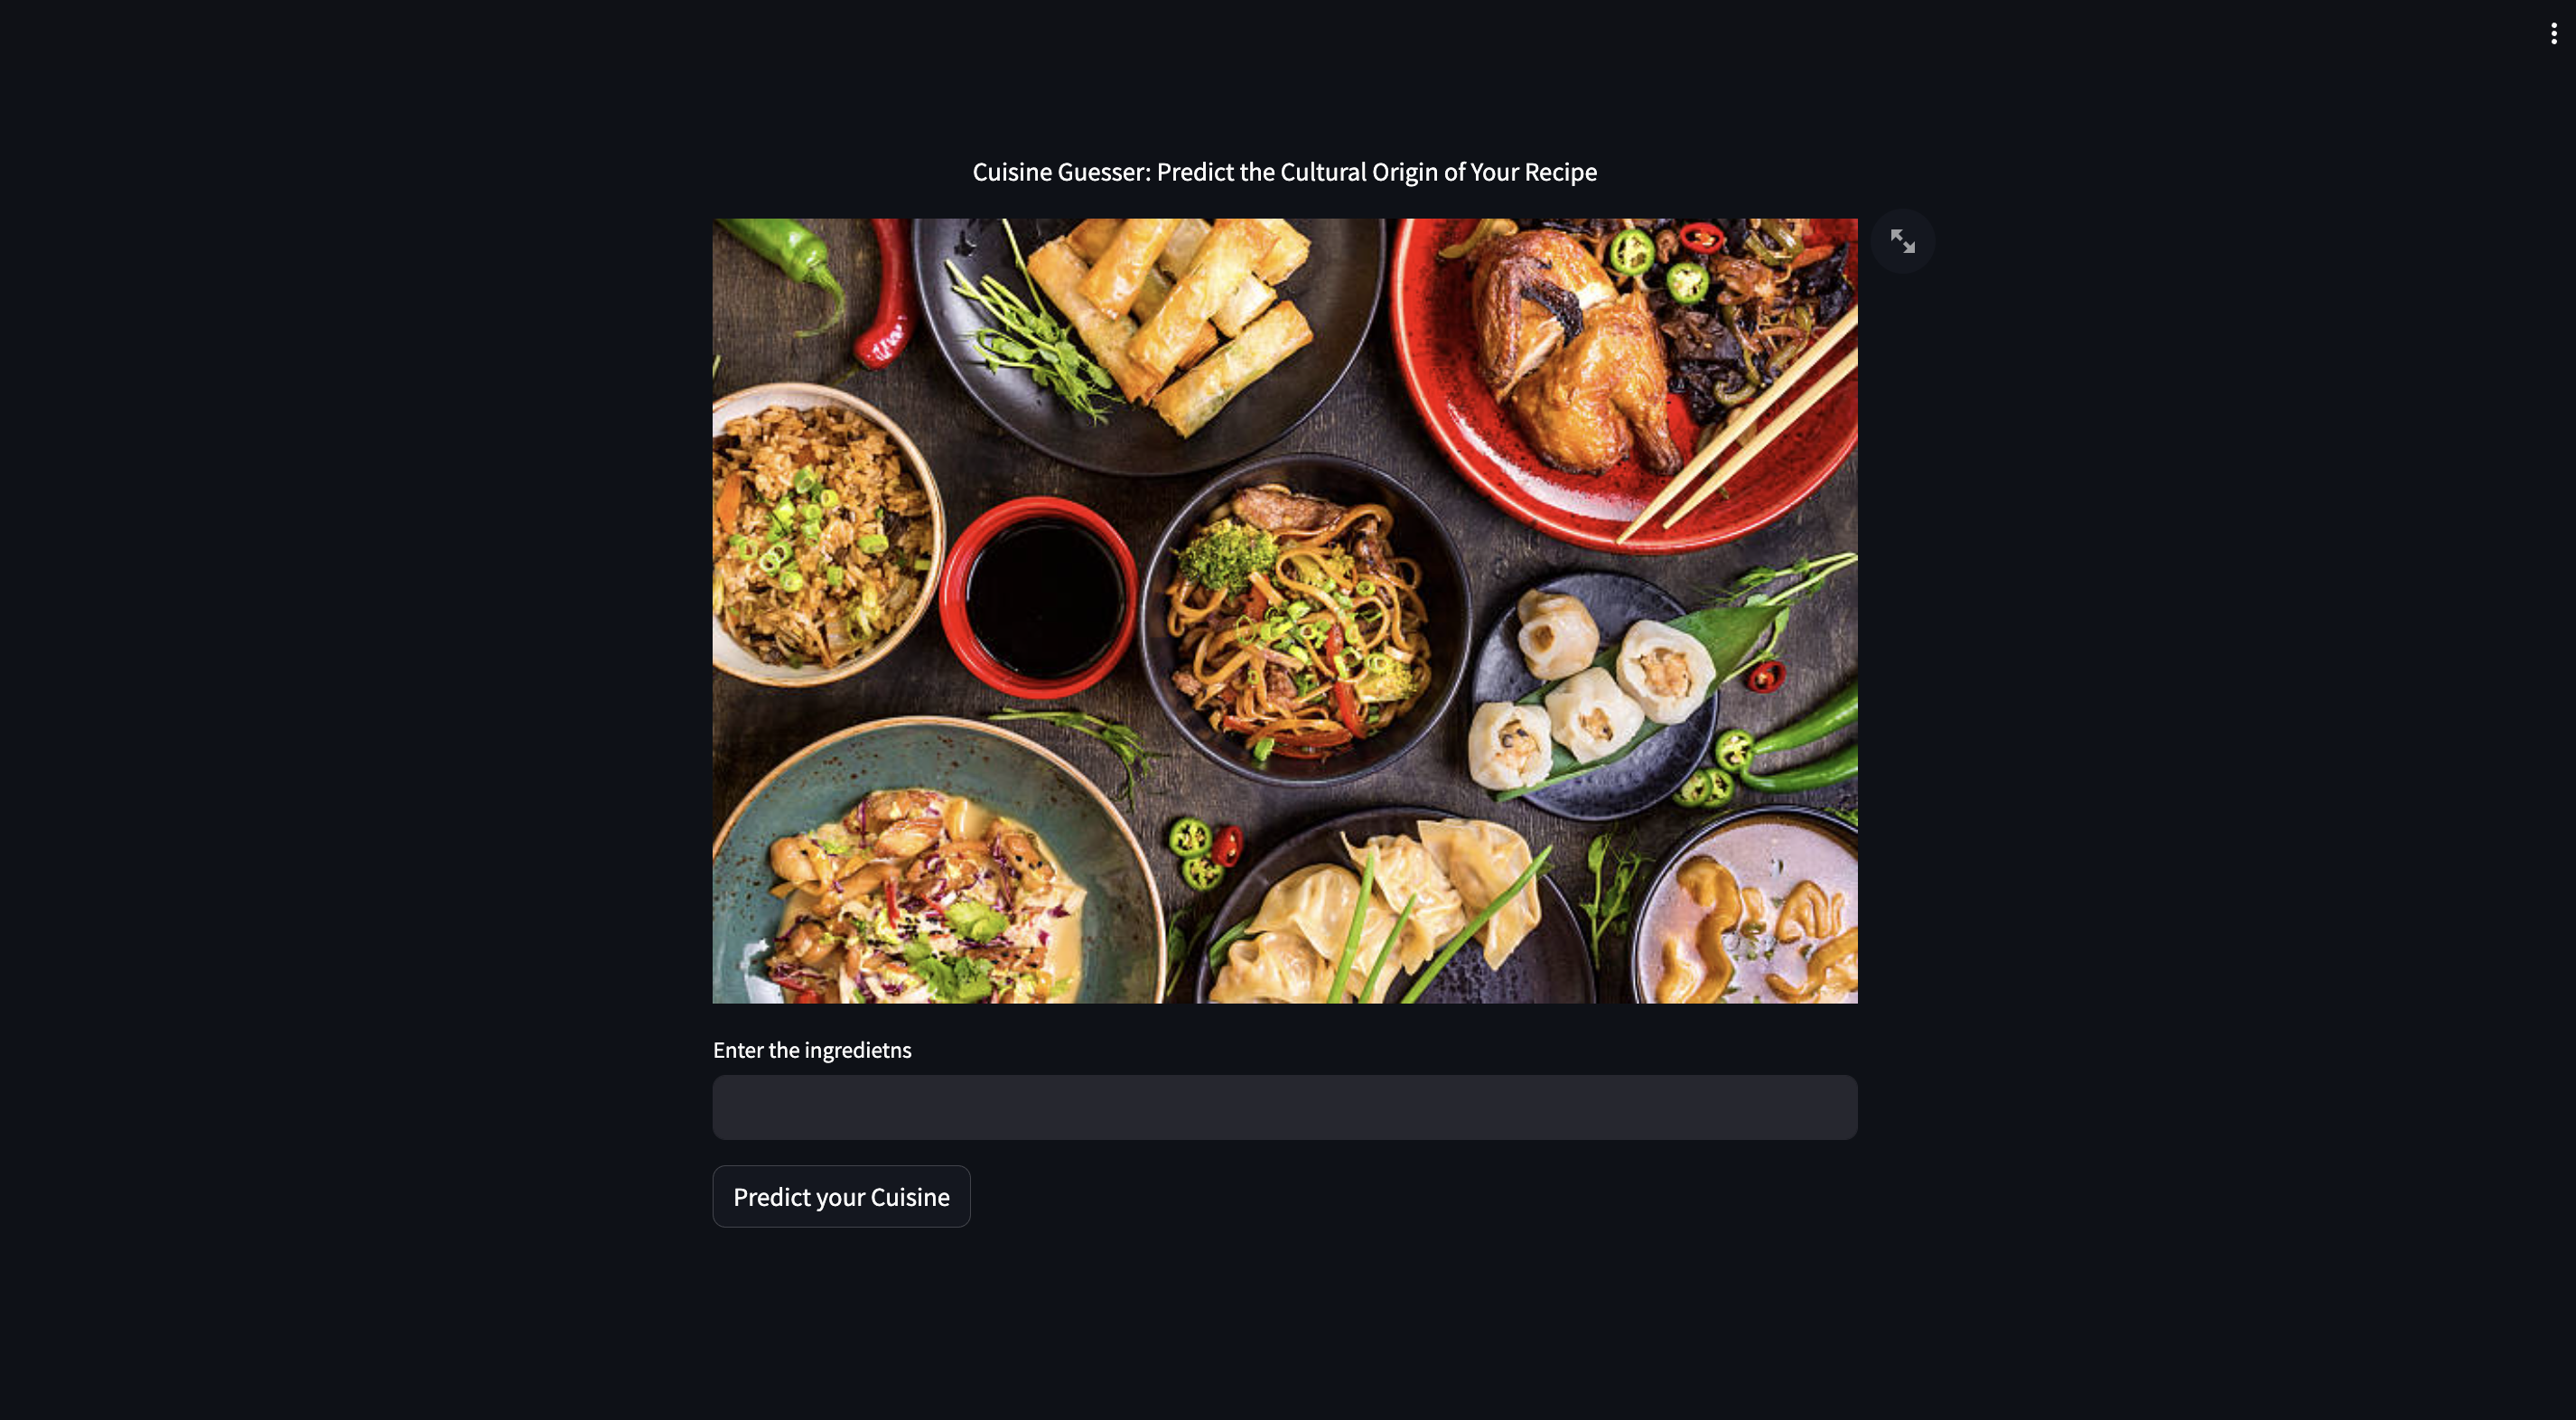 Cuisine Guesser: Predict the Cultural Origin of Your Recipe
Enter the ingredietns
Predict your Cuisine